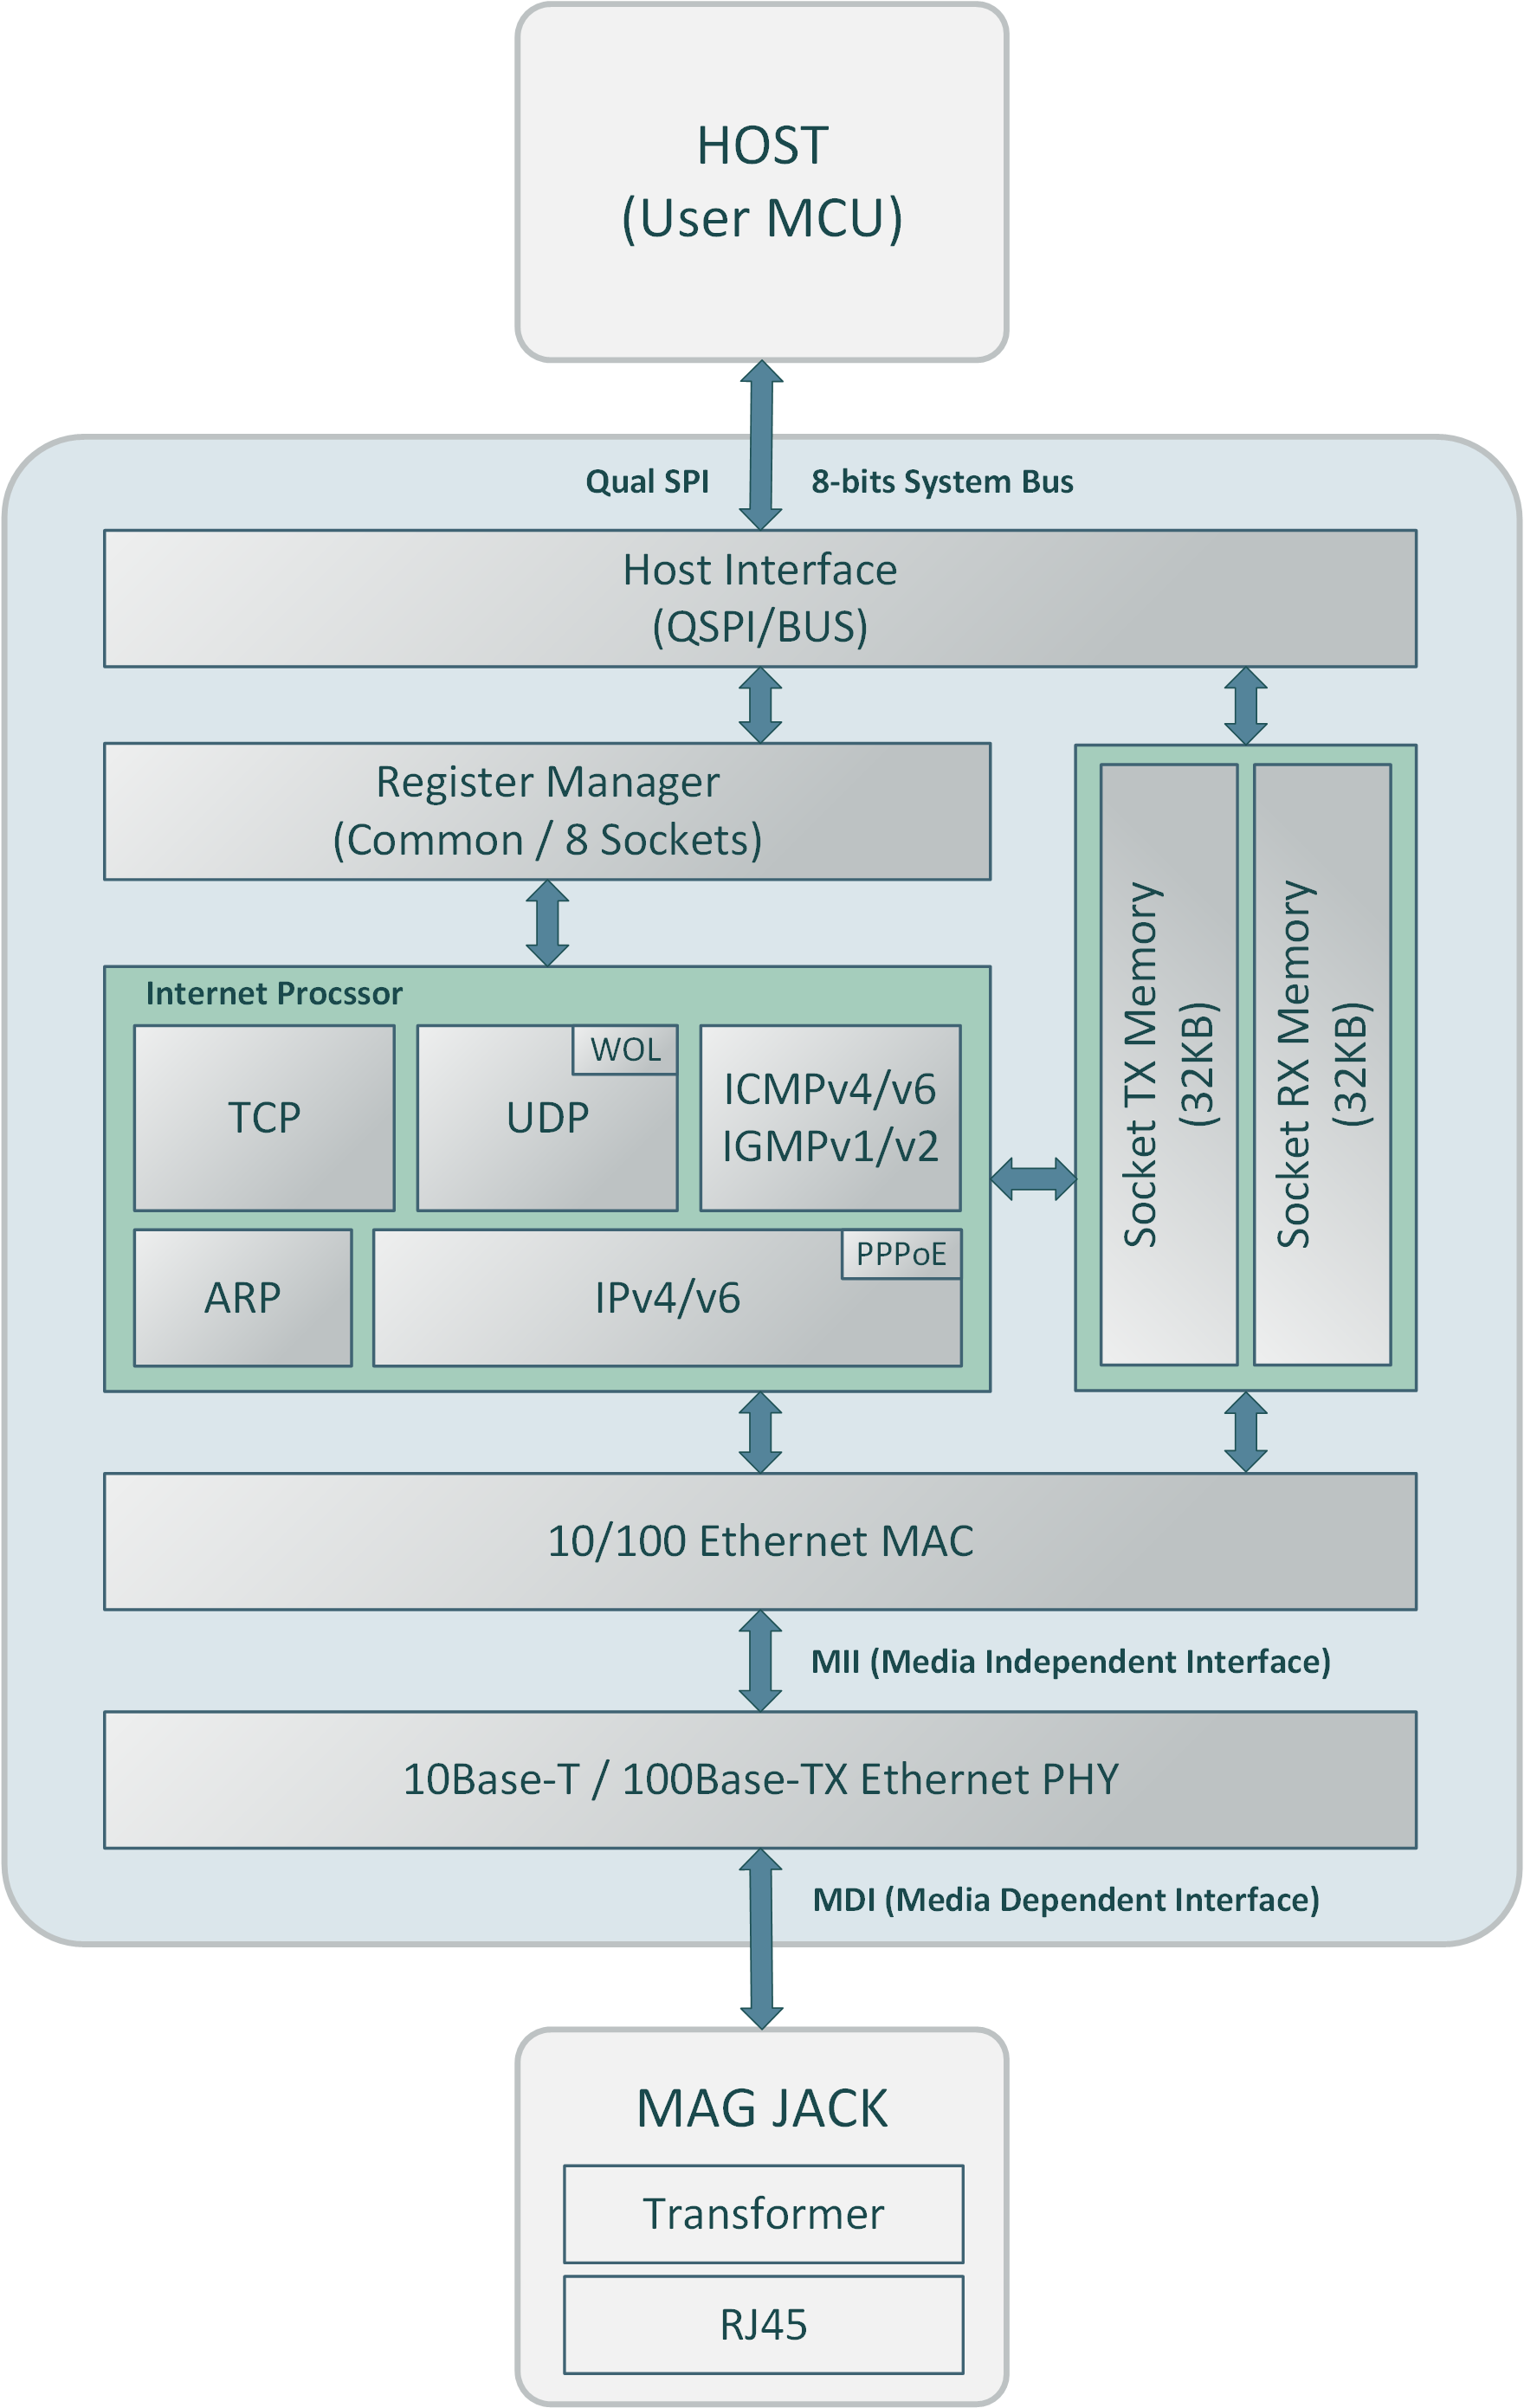 HOST
(User MCU)
Qual SPI
8-bits System Bus
Host Interface
(QSPI/BUS)
Register Manager
(Common / 8 Sockets)
Internet Procssor
TCP
WOL
UDP
ICMPv4/v6
IGMPv1/v2
ARP
PPPoE
IPv4/v6
Socket TX Memory
(32KB)
Socket RX Memory
(32KB)
10/100 Ethernet MAC
MII (Media Independent Interface)
10Base-T / 100Base-TX Ethernet PHY
MDI (Media Dependent Interface)
MAG JACK
Transformer
RJ45